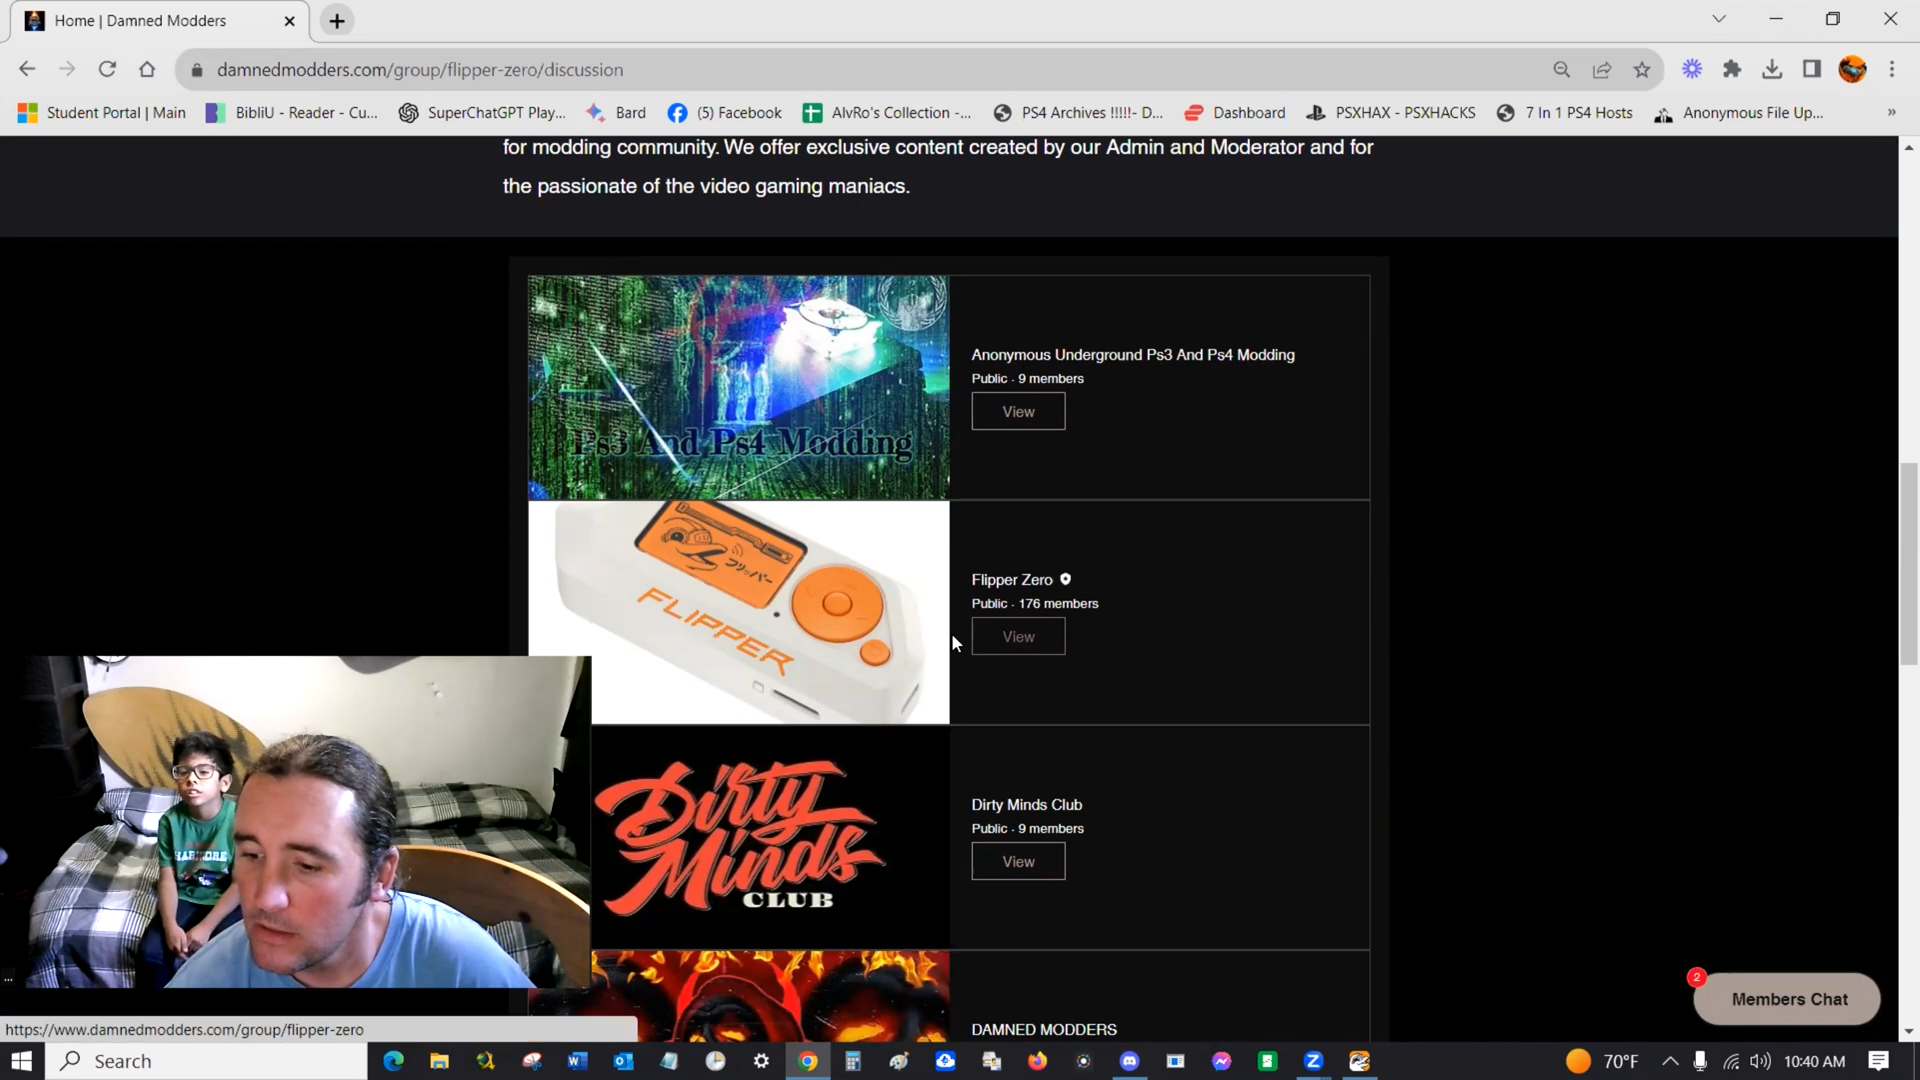 Home | Damned Modders
damnedmodders.com/group/flipper-zero/discussion
Student Portal | Main
BibliU - Reader - Cu...
SuperChatGPT Play...
Bard
(5) Facebook
AlvRo's Collection -...
PS4 Archives !!!!!- D...
Dashboard
PSXHAX - PSXHACKS
7 In 1 PS4 Hosts
Anonymous File Up...
»
for modding community. We offer exclusive content created by our Admin and Moderator and for
the passionate of the video gaming maniacs.
Ps3 And Ps4 Modding
Anonymous Underground Ps3 And Ps4 Modding
Public · 9 members
View
フリッパー
FLIPPER
Flipper Zero
Public · 176 members
View
Dirty
Minds
CLUB
Dirty Minds Club
Public · 9 members
View
DAMNED MODDERS
2
Members Chat
...
https://www.damnedmodders.com/group/flipper-zero
Search
70°F
10:40 AM